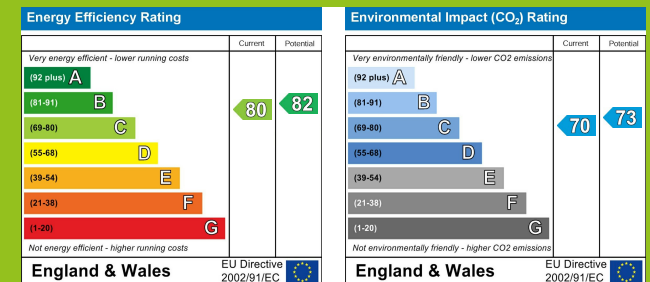 Energy Efficiency Rating
Current Potential
Very energy efficient - lower running costs
(92 plus) A
(81-91) B
(69-80) C
(55-68) D
(39-54) E
(21-38) F
(1-20) G
80
82
Not energy efficient - higher running costs
England & Wales
EU Directive
2002/91/EC
Environmental Impact (CO₂) Rating
Current Potential
Very environmentally friendly - lower CO2 emissions
(92 plus) A
(81-91) B
(69-80) C
(55-68) D
(39-54) E
(21-38) F
(1-20) G
70
73
Not environmentally friendly - higher CO2 emissions
England & Wales
EU Directive
2002/91/EC